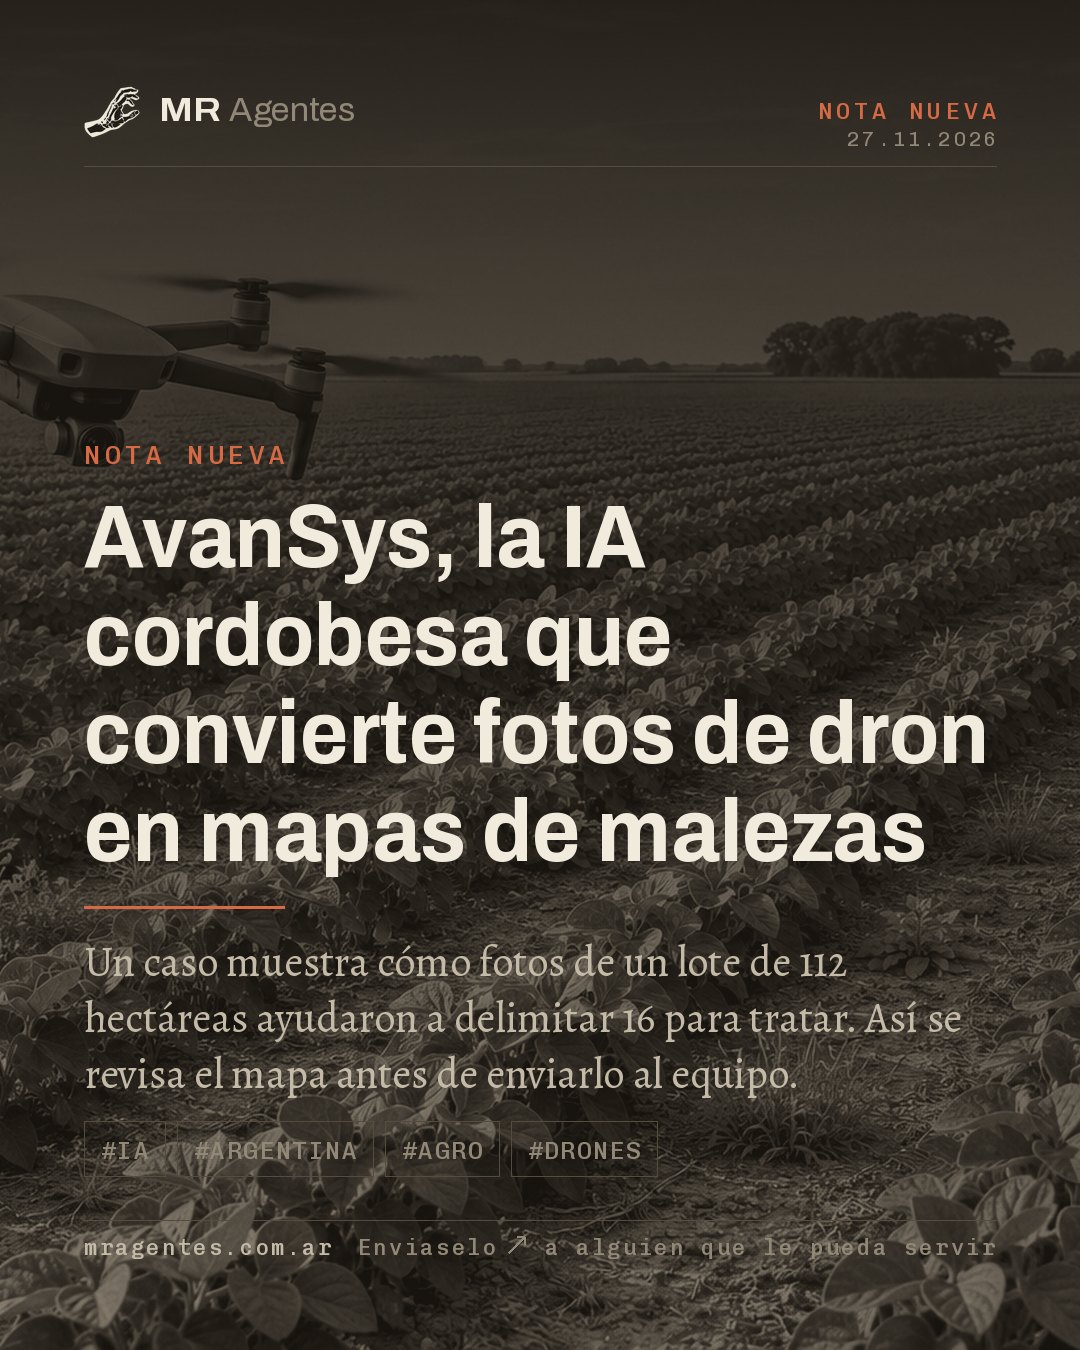 MR Agentes
NOTA NUEVA
27.11.2026
NOTA NUEVA
AvanSys, la IA
cordobesa que
convierte fotos de dron
en mapas de malezas
Un caso muestra cómo fotos de un lote de 112
hectáreas ayudaron a delimitar 16 para tratar. Así se
revisa el mapa antes de enviarlo al equipo.
#IA #ARGENTINA #AGRO #DRONES
mragentes.com.ar Enviaselo ↗ a alguien que le pueda servir